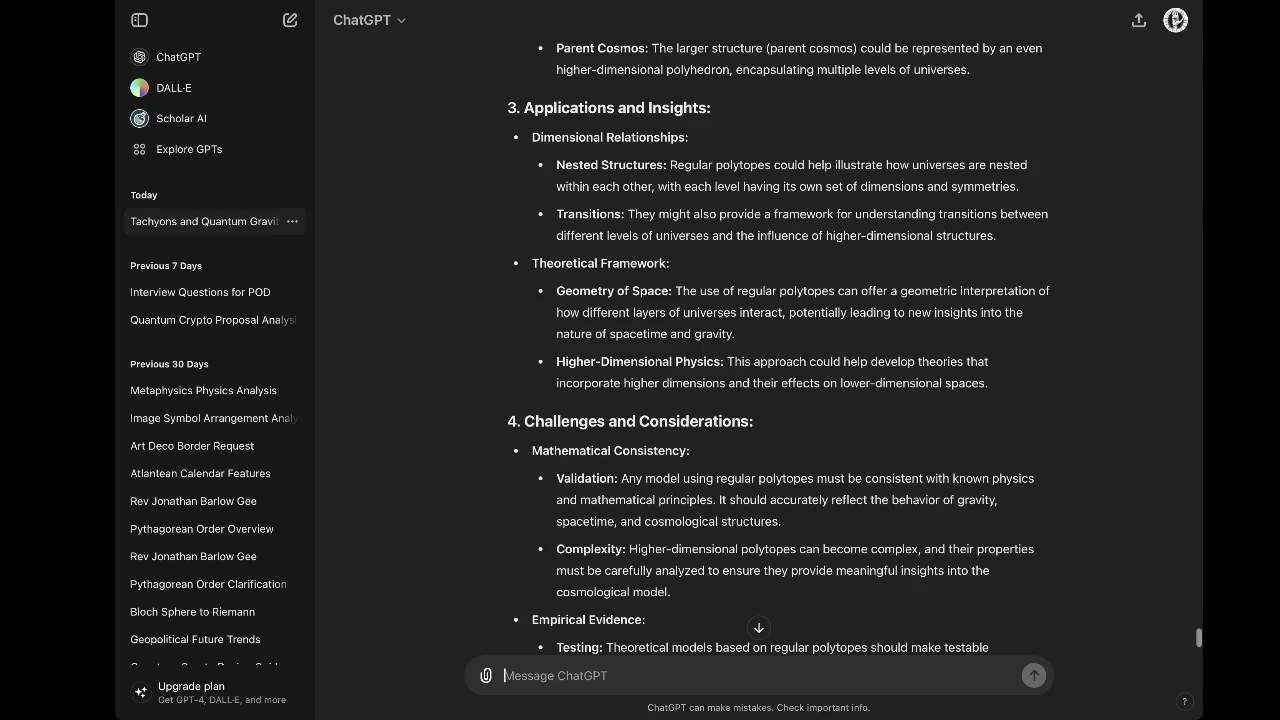 ChatGPT
ChatGPT
DALL·E
Scholar AI
Explore GPTs
Today
Tachyons and Quantum Gravit
Previous 7 Days
Interview Questions for POD
Quantum Crypto Proposal Analysi
Previous 30 Days
Metaphysics Physics Analysis
Image Symbol Arrangement Analy
Art Deco Border Request
Atlantean Calendar Features
Rev Jonathan Barlow Gee
Pythagorean Order Overview
Rev Jonathan Barlow Gee
Pythagorean Order Clarification
Bloch Sphere to Riemann
Geopolitical Future Trends
Upgrade plan
Get GPT-4, DALL·E, and more
• Parent Cosmos: The larger structure (parent cosmos) could be represented by an even
higher-dimensional polyhedron, encapsulating multiple levels of universes.
3. Applications and Insights:
• Dimensional Relationships:
• Nested Structures: Regular polytopes could help illustrate how universes are nested
within each other, with each level having its own set of dimensions and symmetries.
• Transitions: They might also provide a framework for understanding transitions between
different levels of universes and the influence of higher-dimensional structures.
• Theoretical Framework:
• Geometry of Space: The use of regular polytopes can offer a geometric interpretation of
how different layers of universes interact, potentially leading to new insights into the
nature of spacetime and gravity.
• Higher-Dimensional Physics: This approach could help develop theories that
incorporate higher dimensions and their effects on lower-dimensional spaces.
4. Challenges and Considerations:
• Mathematical Consistency:
• Validation: Any model using regular polytopes must be consistent with known physics
and mathematical principles. It should accurately reflect the behavior of gravity,
spacetime, and cosmological structures.
• Complexity: Higher-dimensional polytopes can become complex, and their properties
must be carefully analyzed to ensure they provide meaningful insights into the
cosmological model.
• Empirical Evidence:
• Testing: Theoretical models based on regular polytopes should make testable
Message ChatGPT
ChatGPT can make mistakes. Check important info.
?